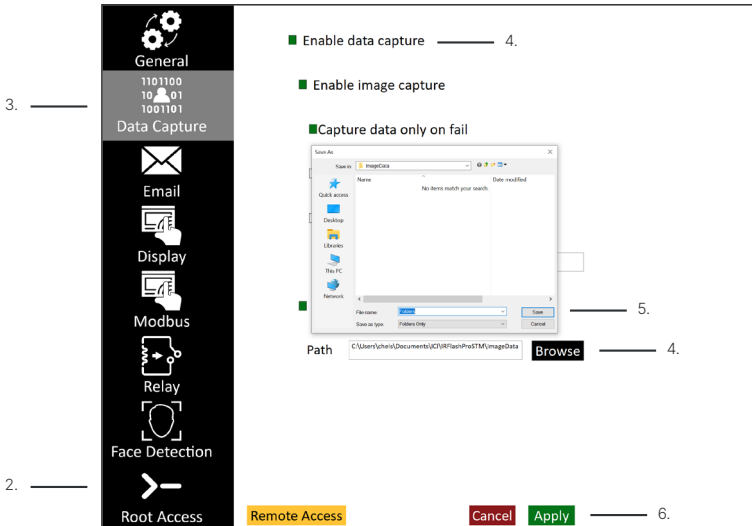 General
1101100
10 01
1001101
Data Capture
3.
Email
Display
Modbus
Relay
Face Detection
2.
Root Access
Enable data capture
4.
Enable image capture
Capture data only on fail
Save As
Save in:
ImageData
Name
Date modified
No items match your search.
Quick access
Desktop
Libraries
This PC
Network
File name:
Folders
Save
5.
Save as type:
Folders Only
Cancel
Path
C:\Users\cheis\Documents\ICI\IRFlashProSTM\ImageData
Browse
4.
Remote Access
Cancel
Apply
6.